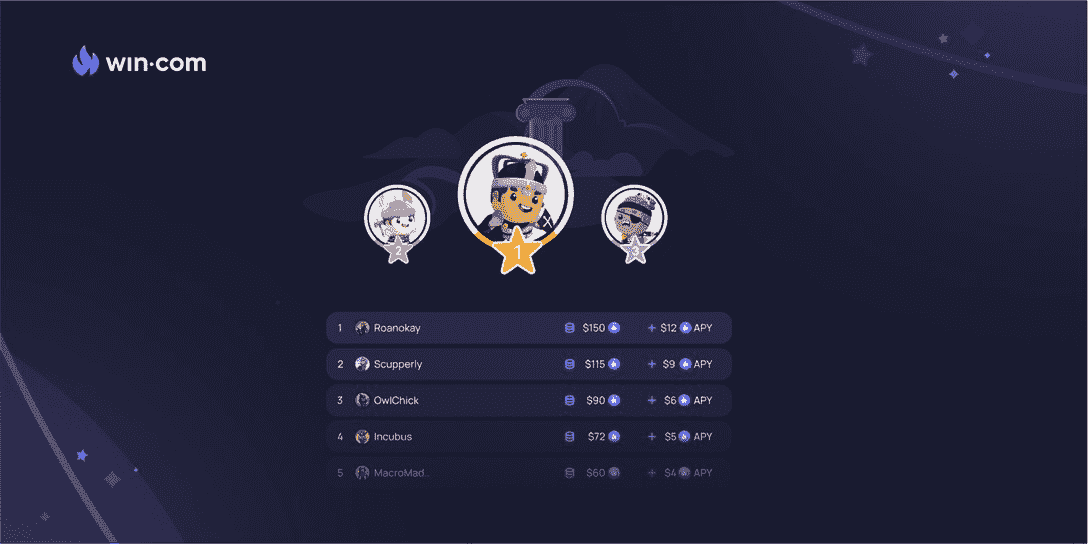 win·com
2
1
3
1 Roanokay $150 + $12 APY
2 Scupperly $115 + $9 APY
3 OwlChick $90 + $6 APY
4 Incubus $72 + $5 APY
5 MacroMad... $60 + $4 APY